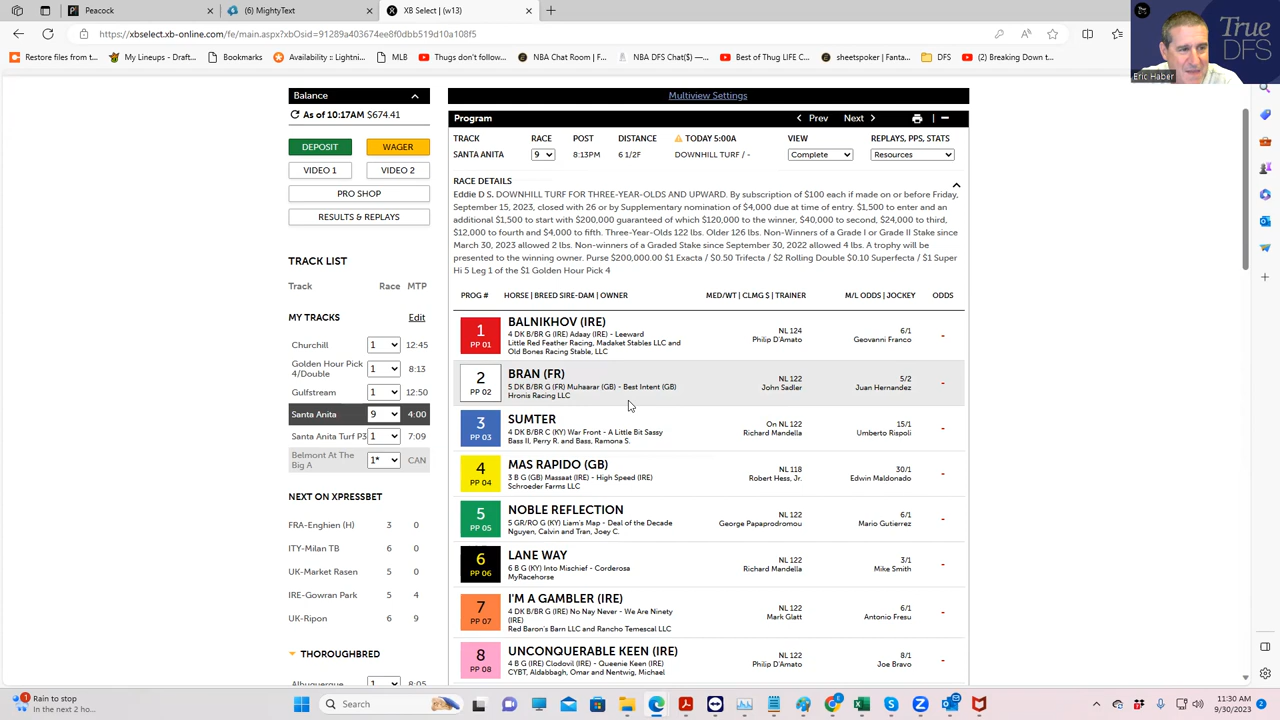 Peacock
MightyText
XB Select | (w13)
https://xbselect.xb-online.com/fe/main.aspx?xbOsid=91289a403674ee8f0dbb519d10a108f5
Restore files from t...
My Lineups - Draft...
Bookmarks
Availability :: Lightni...
MLB
Thugs don't follow...
NBA Chat Room | F...
NBA DFS Chat($) —...
Best of Thug LIFE C...
sheetspoker | Fanta...
DFS
(2) Breaking Down t...
True
DFS
Eric Haber
Balance
As of 10:17AM $674.41
DEPOSIT
WAGER
VIDEO 1
VIDEO 2
PRO SHOP
RESULTS & REPLAYS
TRACK LIST
Track Race MTP
MY TRACKS Edit
Churchill 1 12:45
Golden Hour Pick
4/Double 1 8:13
Gulfstream 1 12:50
Santa Anita 9 4:00
Santa Anita Turf P3 1 7:09
Belmont At The
Big A 1* CAN
NEXT ON XPRESSBET
FRA-Enghien (H) 3 0
ITY-Milan TB 6 0
UK-Market Rasen 5 0
IRE-Gowran Park 5 4
UK-Ripon 6 9
THOROUGHBRED
Albuquerque 1 8:05
Multiview Settings
Program Prev Next
TRACK RACE POST DISTANCE TODAY 5:00A VIEW REPLAYS, PPS, STATS
SANTA ANITA 9 8:13PM 6 1/2F DOWNHILL TURF / - Complete Resources
RACE DETAILS
Eddie D S. DOWNHILL TURF FOR THREE-YEAR-OLDS AND UPWARD. By subscription of $100 each if made on or before Friday,
September 15, 2023, closed with 26 or by Supplementary nomination of $4,000 due at time of entry. $1,500 to enter and an
additional $1,500 to start with $200,000 guaranteed of which $120,000 to the winner, $40,000 to second, $24,000 to third,
$12,000 to fourth and $4,000 to fifth. Three-Year-Olds 122 lbs. Older 126 lbs. Non-Winners of a Grade I or Grade II Stake since
March 30, 2023 allowed 2 lbs. Non-winners of a Graded Stake since September 30, 2022 allowed 4 lbs. A trophy will be
presented to the winning owner. Purse $200,000.00 $1 Exacta / $0.50 Trifecta / $2 Rolling Double $0.10 Superfecta / $1 Super
Hi 5 Leg 1 of the $1 Golden Hour Pick 4
PROG # HORSE | BREED SIRE-DAM | OWNER MED/WT | CLMG $ | TRAINER M/L ODDS | JOCKEY ODDS
1 PP 01
BALNIKHOV (IRE)
4 DK B/BR G (IRE) Adaay (IRE) - Leeward
Little Red Feather Racing, Madaket Stables LLC and
Old Bones Racing Stable, LLC
NL 124 6/1 -
Philip D'Amato Geovanni Franco
2 PP 02
BRAN (FR)
5 DK B/BR G (FR) Muhaarar (GB) - Best Intent (GB)
Hronis Racing LLC
NL 122 5/2 -
John Sadler Juan Hernandez
3 PP 03
SUMTER
4 DK B/BR C (KY) War Front - A Little Bit Sassy
Bass II, Perry R. and Bass, Ramona S.
On NL 122 15/1 -
Richard Mandella Umberto Rispoli
4 PP 04
MAS RAPIDO (GB)
3 B G (GB) Massaat (IRE) - High Speed (IRE)
Schroeder Farms LLC
NL 118 30/1 -
Robert Hess, Jr. Edwin Maldonado
5 PP 05
NOBLE REFLECTION
5 GR/RO G (KY) Liam's Map - Deal of the Decade
Nguyen, Calvin and Tran, Joey C.
NL 122 6/1 -
George Papaprodromou Mario Gutierrez
6 PP 06
LANE WAY
6 B G (KY) Into Mischief - Corderosa
MyRacehorse
NL 122 3/1 -
Richard Mandella Mike Smith
7 PP 07
I'M A GAMBLER (IRE)
4 DK B/BR G (IRE) No Nay Never - We Are Ninety
(IRE)
Red Baron's Barn LLC and Rancho Temescal LLC
NL 122 6/1 -
Mark Glatt Antonio Fresu
8 PP 08
UNCONQUERABLE KEEN (IRE)
4 B G (IRE) Clodovil (IRE) - Queenie Keen (IRE)
CYBT, Aldabbagh, Omar and Nentwig, Michael
NL 122 8/1 -
Philip D'Amato Joe Bravo
Rain to stop
In the next 2 ho...
Search
11:30 AM
9/30/2023